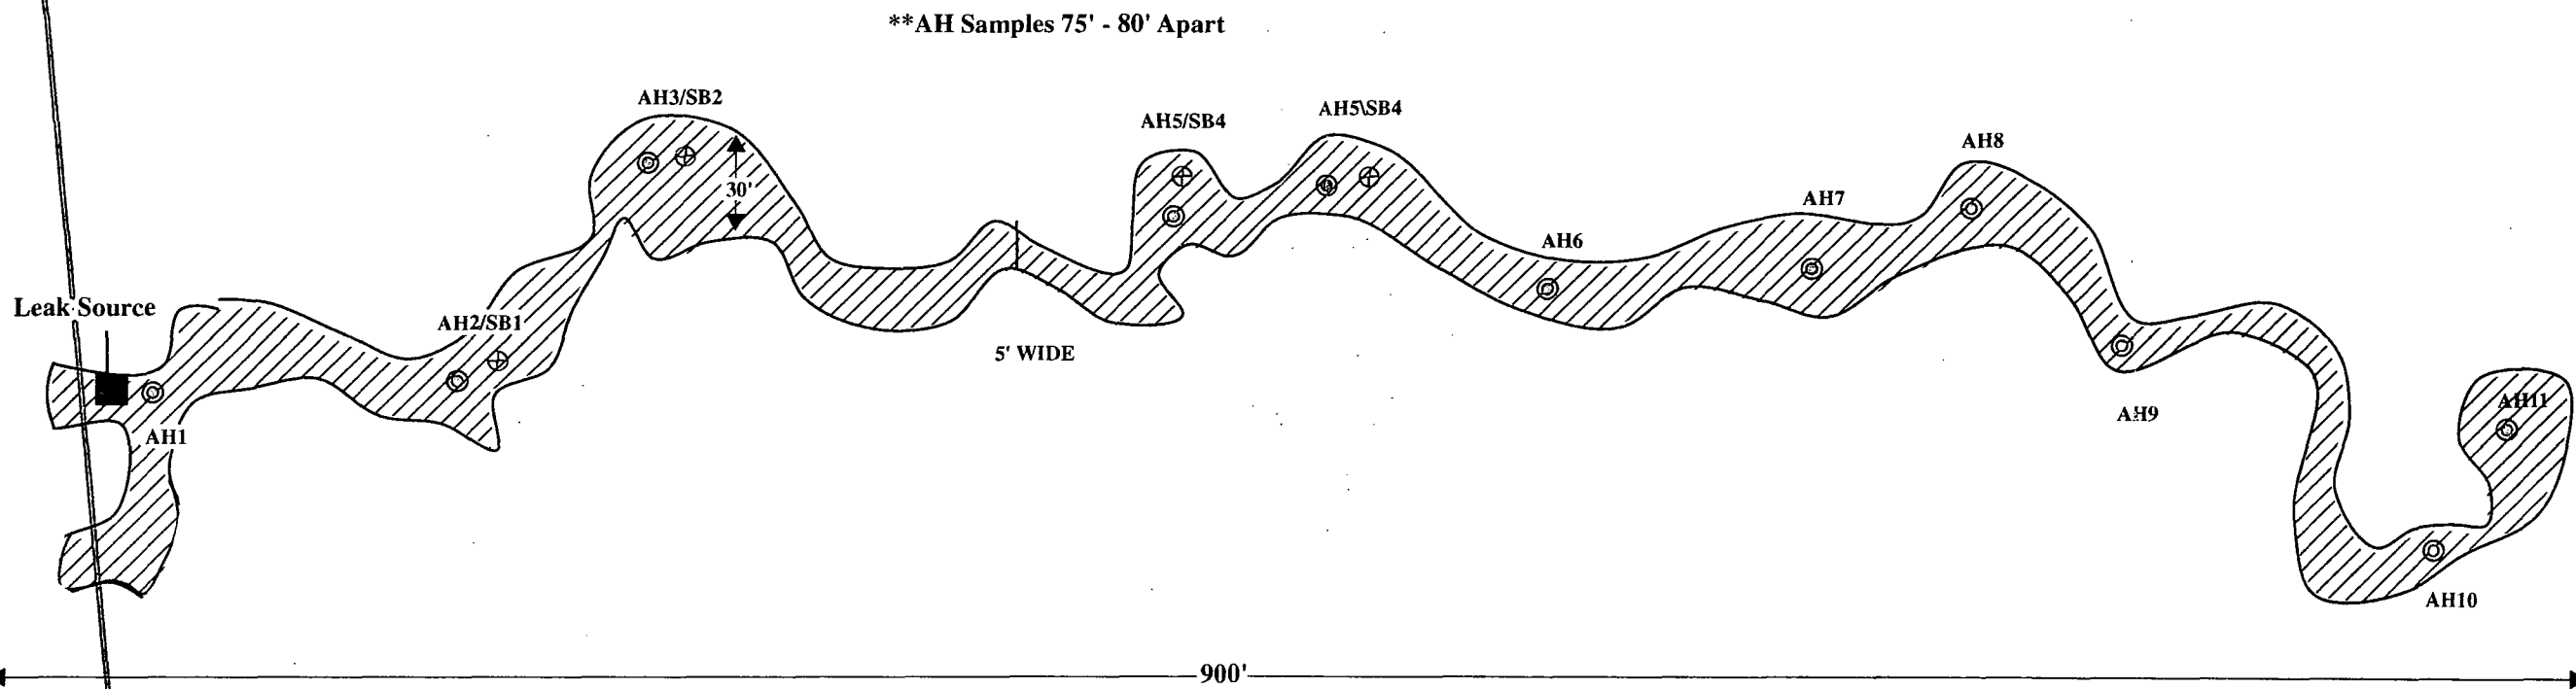 **AH Samples 75' - 80' Apart
AH3/SB2
AH5/SB4
AH5\SB4
AH8
30'
AH7
AH6
Leak Source
AH2/SB1
5' WIDE
AH9
AH11
AH1
AH10
900'